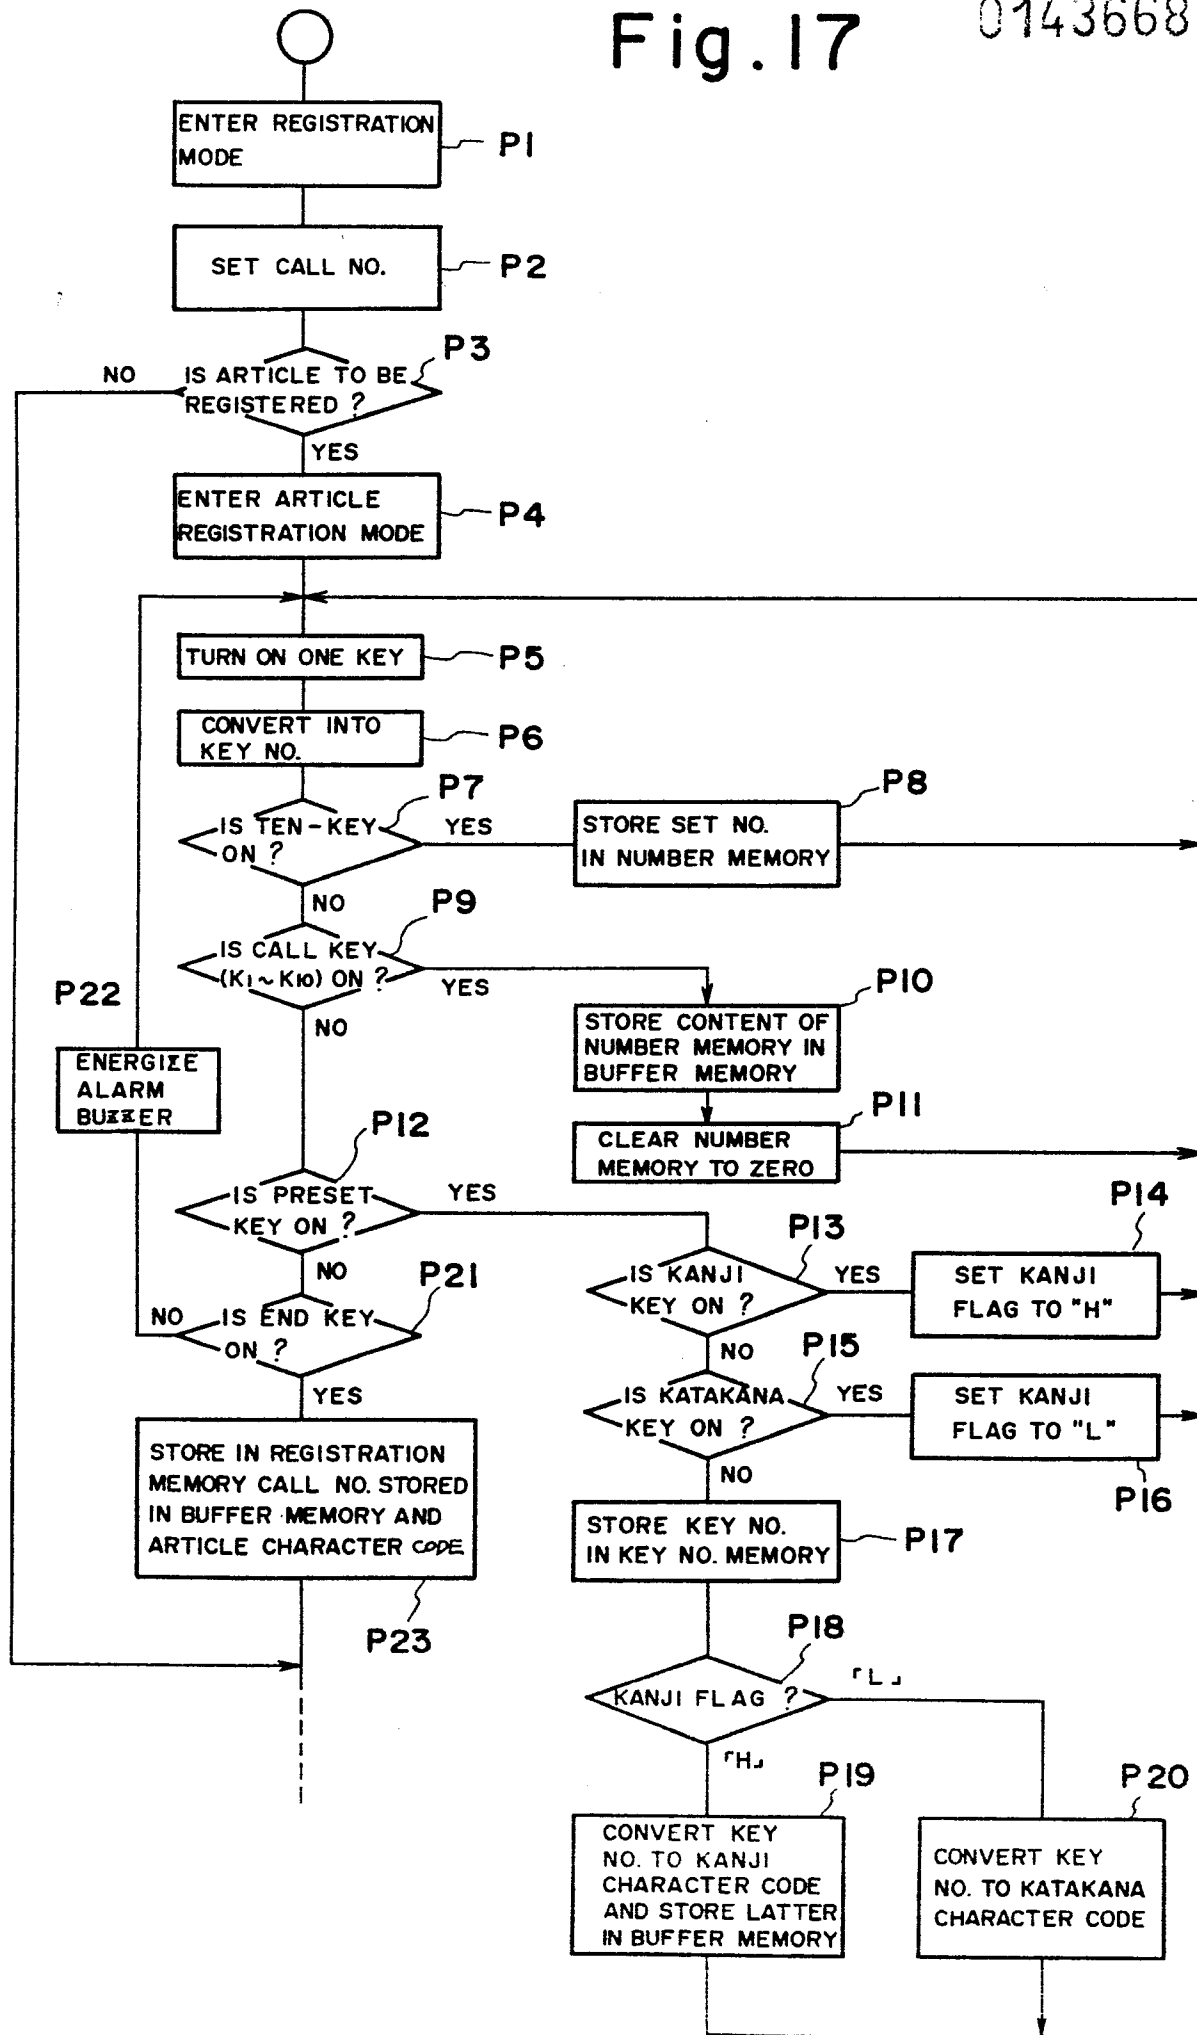 Fig. 17
0143668
ENTER REGISTRATION
MODE
P1
SET CALL NO.
P2
P3
NO
IS ARTICLE TO BE
REGISTERED ?
YES
ENTER ARTICLE
REGISTRATION MODE
P4
TURN ON ONE KEY
P5
CONVERT INTO
KEY NO.
P6
P7
IS TEN-KEY
ON ?
YES
P8
STORE SET NO.
IN NUMBER MEMORY
NO
P9
IS CALL KEY
(K1~K10) ON ?
YES
NO
P10
STORE CONTENT OF
NUMBER MEMORY IN
BUFFER MEMORY
P11
CLEAR NUMBER
MEMORY TO ZERO
P22
ENERGIZE
ALARM
BUZZER
P12
IS PRESET
KEY ON ?
YES
NO
P13
IS KANJI
KEY ON ?
YES
P14
SET KANJI
FLAG TO "H"
NO
P21
NO
IS END KEY
ON ?
YES
P15
IS KATAKANA
KEY ON ?
YES
SET KANJI
FLAG TO "L"
P16
NO
STORE IN REGISTRATION
MEMORY CALL NO. STORED
IN BUFFER MEMORY AND
ARTICLE CHARACTER CODE
P23
STORE KEY NO.
IN KEY NO. MEMORY
P17
P18
KANJI FLAG ?
「L」
「H」
P19
CONVERT KEY
NO. TO KANJI
CHARACTER CODE
AND STORE LATTER
IN BUFFER MEMORY
P20
CONVERT KEY
NO. TO KATAKANA
CHARACTER CODE